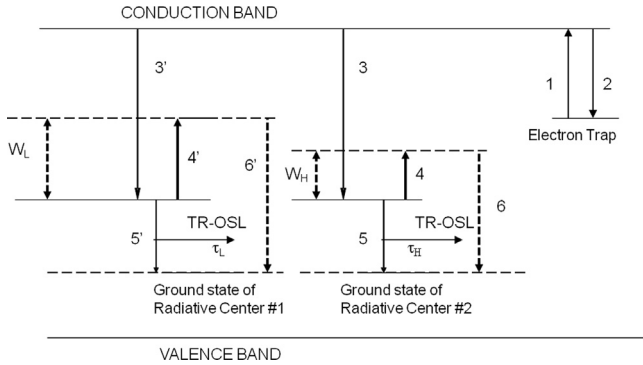 CONDUCTION BAND
3’
3
1
2
Electron Trap
W_L
4’
6’
W_H
4
6
5’
TR-OSL
τ_L
5
TR-OSL
τ_H
Ground state of
Radiative Center #1
Ground state of
Radiative Center #2
VALENCE BAND